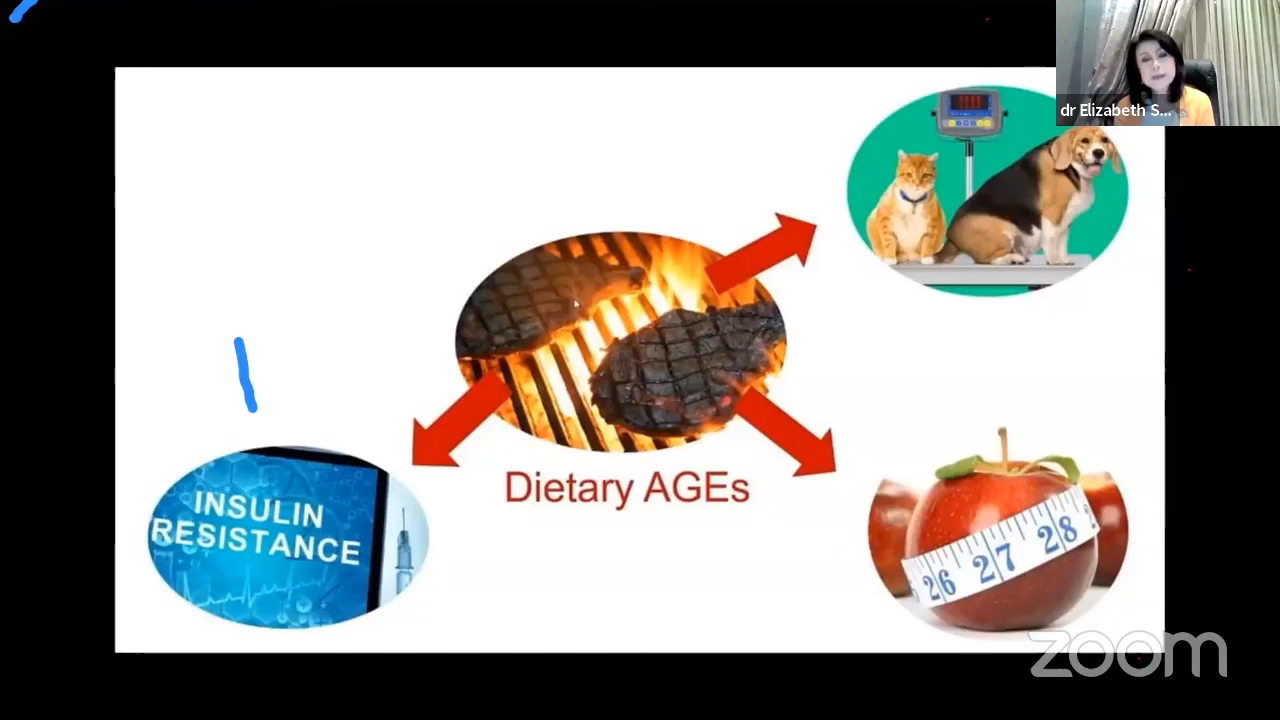 dr Elizabeth S...
Dietary AGEs
INSULIN
RESISTANCE
26 27 28
zoom